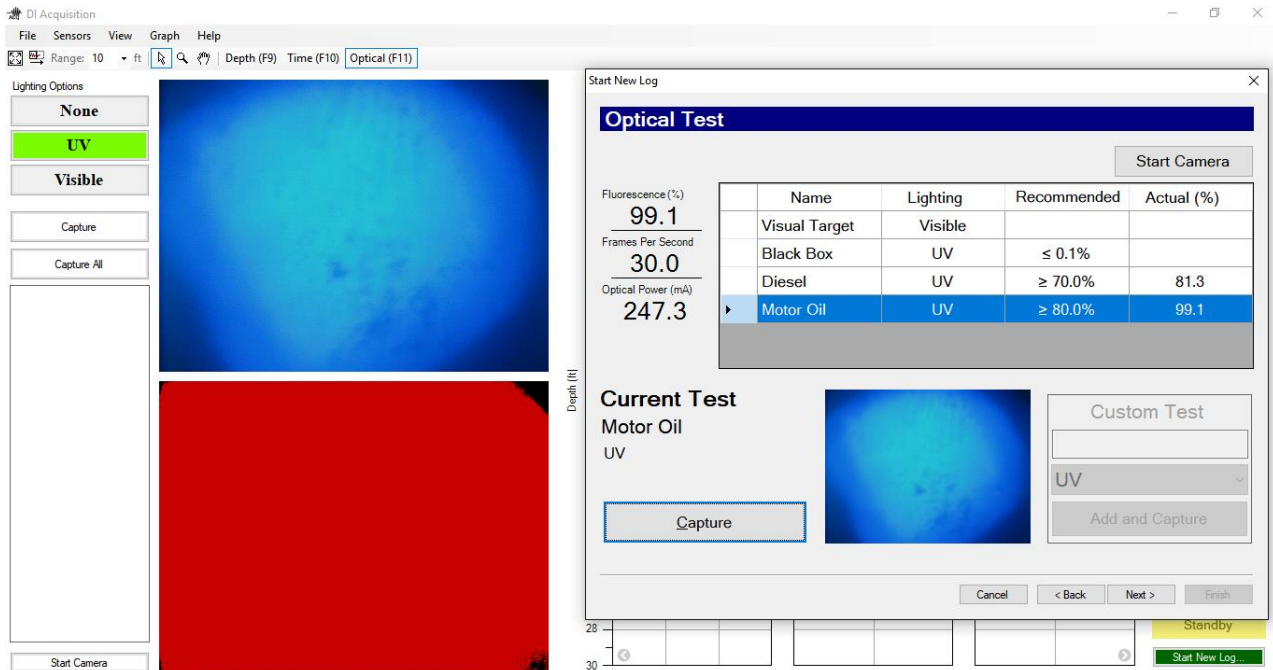 DI Acquisition
File Sensors View Graph Help
Range: 10 ft Depth (F9) Time (F10) Optical (F11)
Lighting Options
None
UV
Visible
Capture
Capture All
Start Camera
Depth (ft)
28
30
Standby
Start New Log...
Start New Log
Optical Test
Start Camera
Fluorescence (%)
99.1
Frames Per Second
30.0
Optical Power (mA)
247.3
Name Lighting Recommended Actual (%)
Visual Target Visible
Black Box UV ≤ 0.1%
Diesel UV ≥ 70.0% 81.3
Motor Oil UV ≥ 80.0% 99.1
Current Test
Motor Oil
UV
Capture
Custom Test
UV
Add and Capture
Cancel < Back Next > Finish